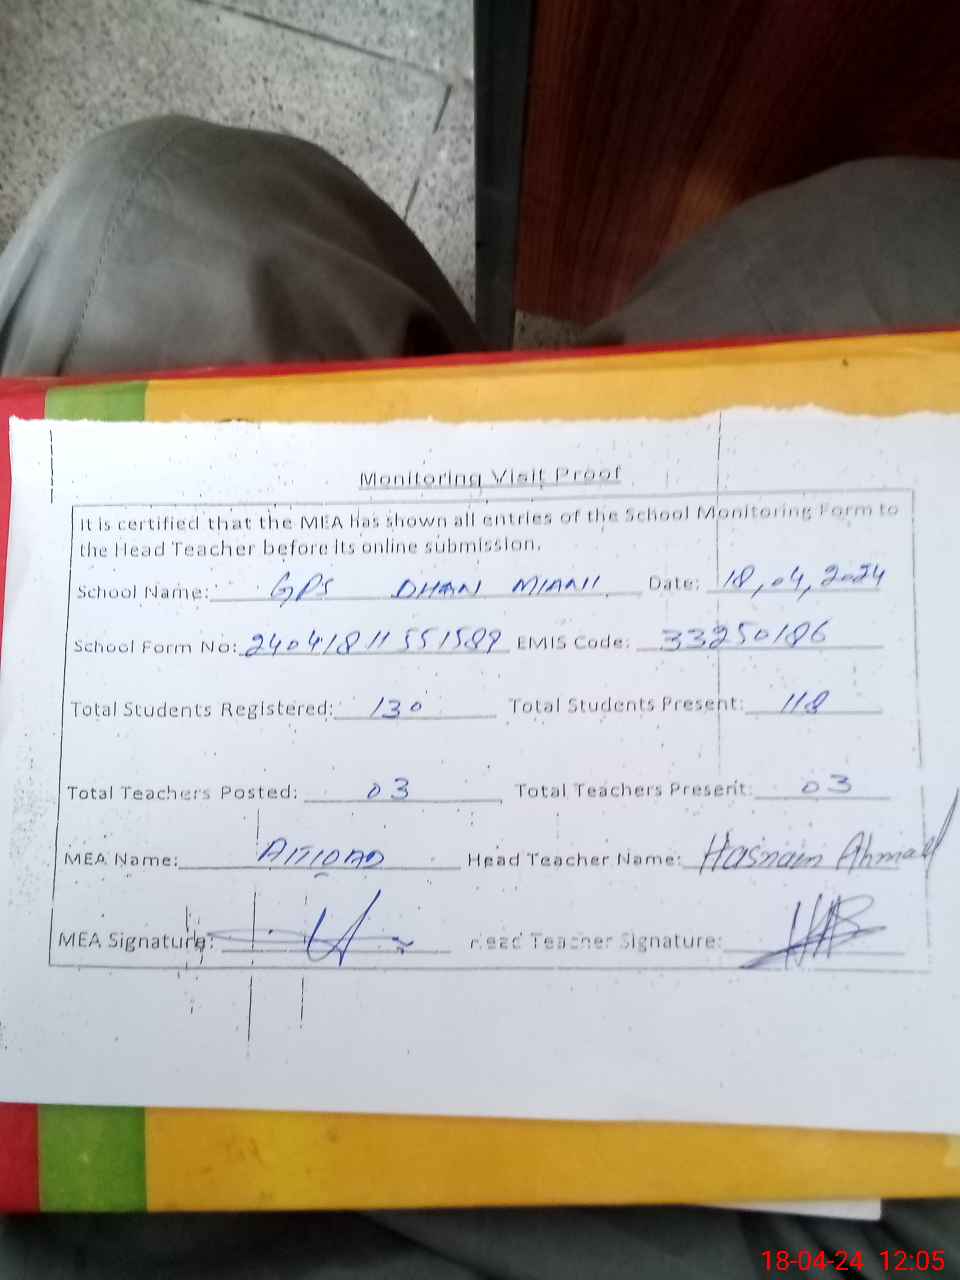 Monitoring Visit Proof
It is certified that the MEA has shown all entries of the School Monitoring Form to
the Head Teacher before its online submission.
School Name: GPS DHAN MIANI Date: 18,04,2024
School Form No: 24041811551589 EMIS Code: 33250186
Total Students Registered: 130 Total Students Present: 118
Total Teachers Posted: 03 Total Teachers Present: 03
MEA Name: Head Teacher Name: Hasnain Ahmad
MEA Signature: Head Teacher Signature:
18-04-24 12:05